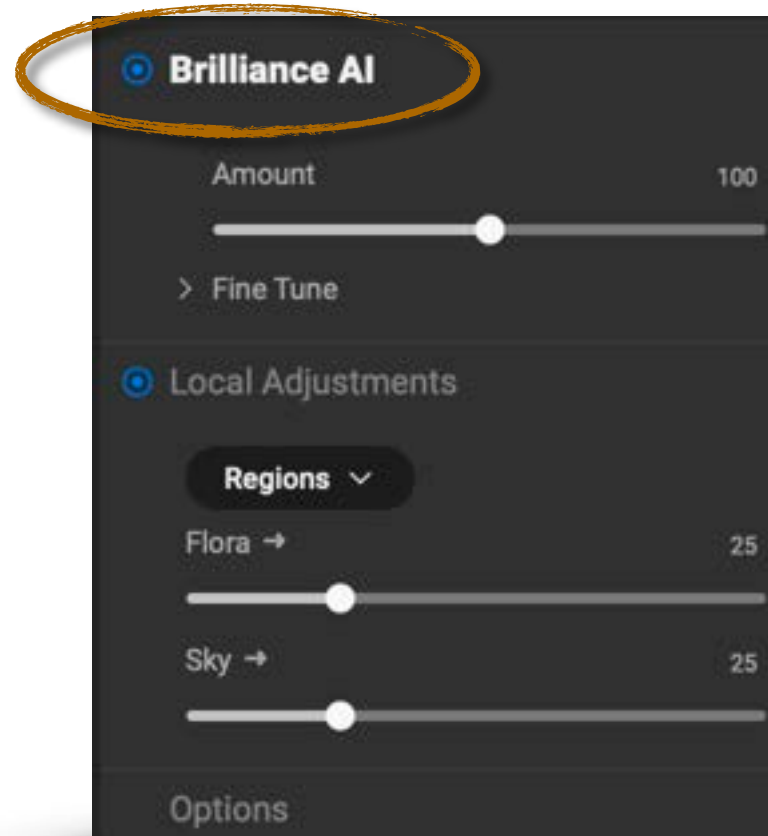 Brilliance AI
Amount 100
Fine Tune
Local Adjustments
Regions
Flora → 25
Sky → 25
Options